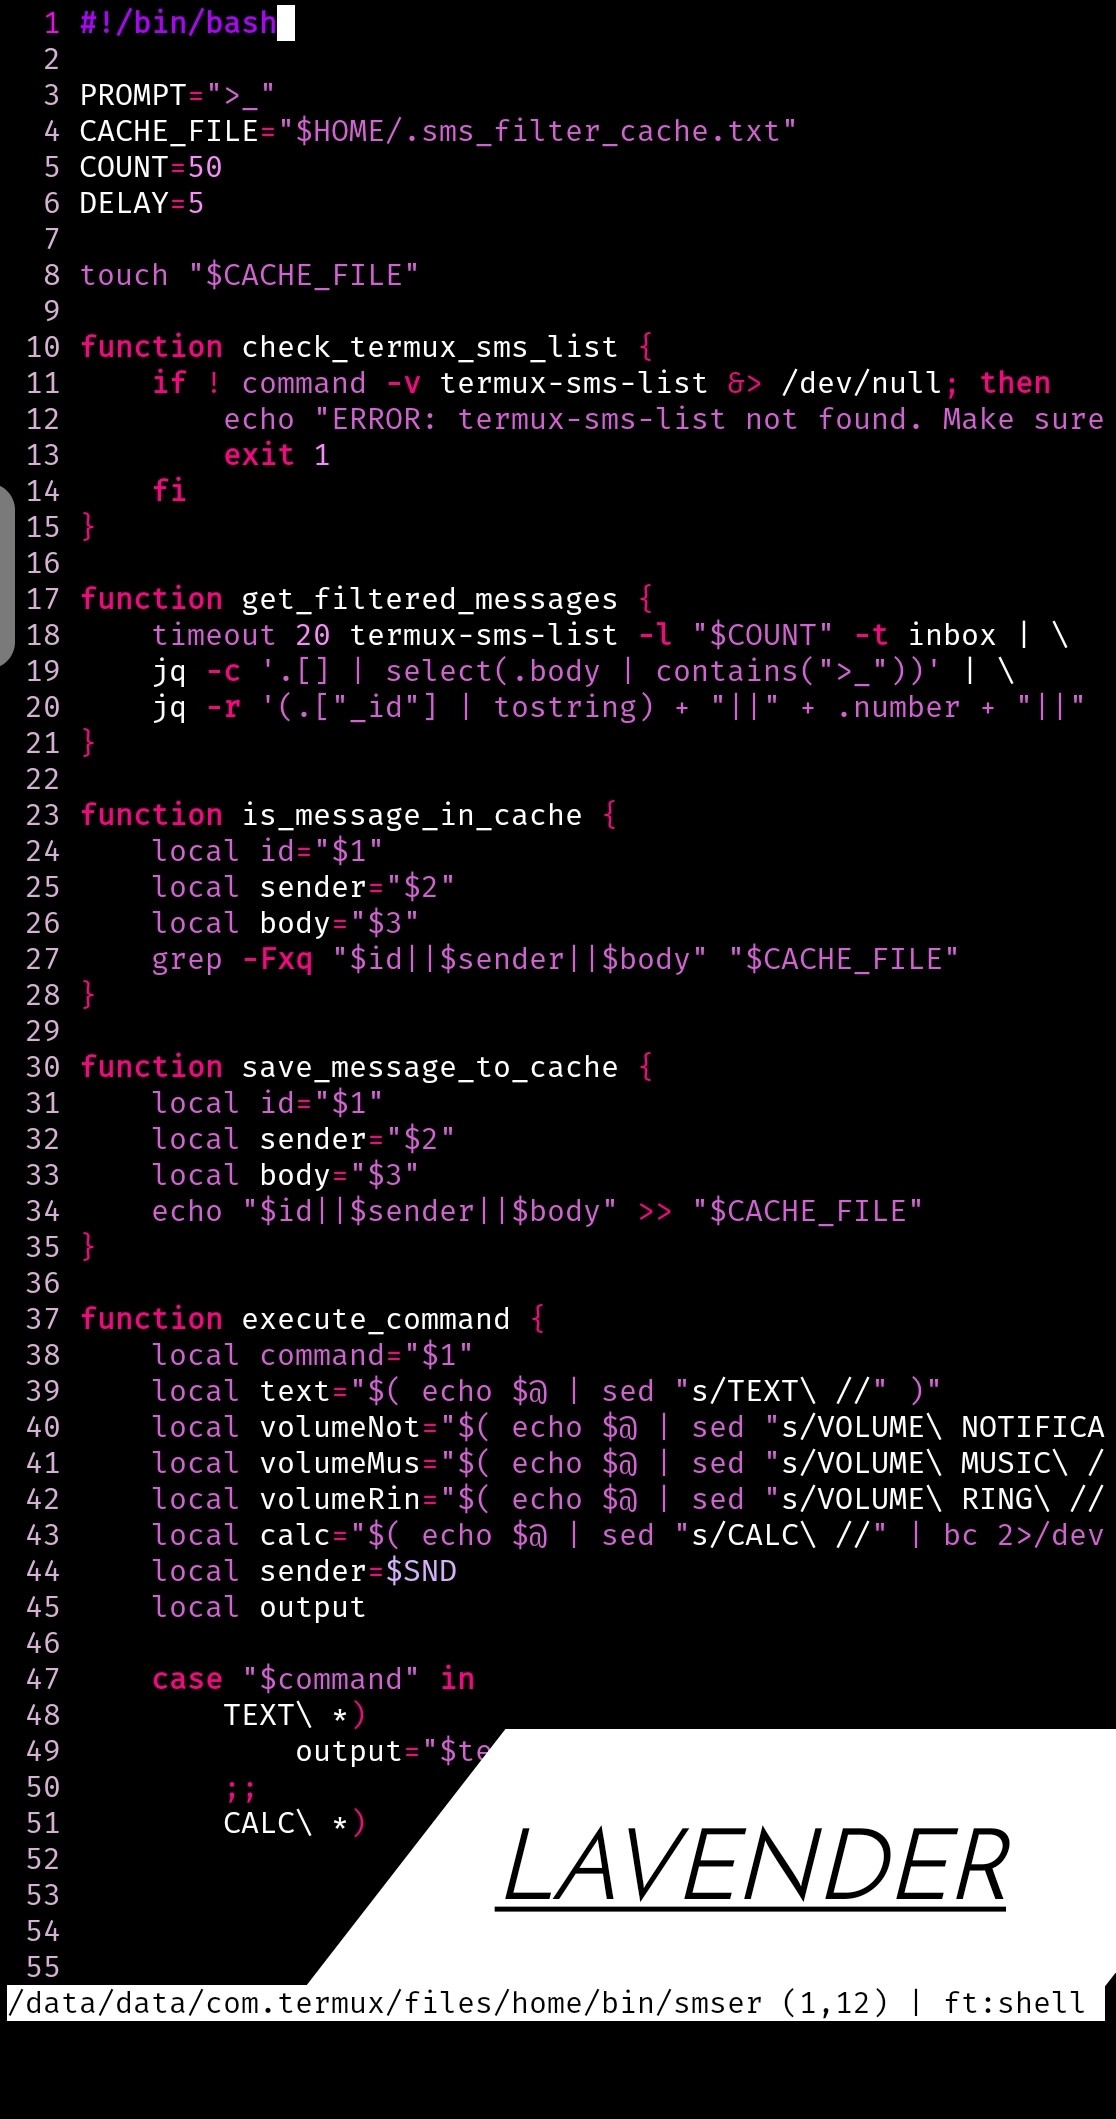 1 #!/bin/bash
2
3 PROMPT=">_"
4 CACHE_FILE="$HOME/.sms_filter_cache.txt"
5 COUNT=50
6 DELAY=5
7
8 touch "$CACHE_FILE"
9
10 function check_termux_sms_list {
11     if ! command -v termux-sms-list &> /dev/null; then
12         echo "ERROR: termux-sms-list not found. Make sure
13         exit 1
14     fi
15 }
16
17 function get_filtered_messages {
18     timeout 20 termux-sms-list -l "$COUNT" -t inbox | \
19     jq -c '.[] | select(.body | contains(">_"))' | \
20     jq -r '(.["_id"] | tostring) + "||" + .number + "||"
21 }
22
23 function is_message_in_cache {
24     local id="$1"
25     local sender="$2"
26     local body="$3"
27     grep -Fxq "$id||$sender||$body" "$CACHE_FILE"
28 }
29
30 function save_message_to_cache {
31     local id="$1"
32     local sender="$2"
33     local body="$3"
34     echo "$id||$sender||$body" >> "$CACHE_FILE"
35 }
36
37 function execute_command {
38     local command="$1"
39     local text="$( echo $@ | sed "s/TEXT\ //" )"
40     local volumeNot="$( echo $@ | sed "s/VOLUME\ NOTIFICA
41     local volumeMus="$( echo $@ | sed "s/VOLUME\ MUSIC\ /
42     local volumeRin="$( echo $@ | sed "s/VOLUME\ RING\ //
43     local calc="$( echo $@ | sed "s/CALC\ //" | bc 2>/dev
44     local sender=$SND
45     local output
46
47     case "$command" in
48         TEXT\ *)
49             output="$te
50         ;;
51         CALC\ *)
52
53
54
55
LAVENDER
/data/data/com.termux/files/home/bin/smser (1,12) | ft:shell